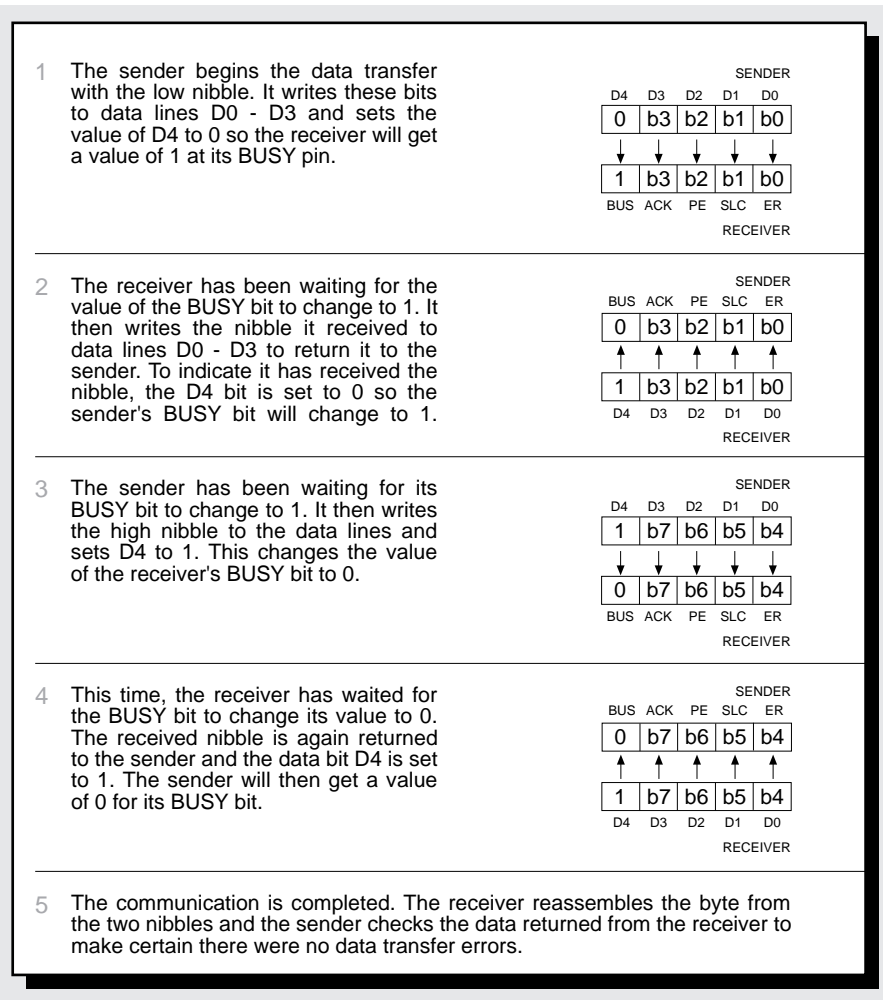 1 The sender begins the data transfer
with the low nibble. It writes these bits
to data lines D0 - D3 and sets the
value of D4 to 0 so the receiver will get
a value of 1 at its BUSY pin.
SENDER
D4 D3 D2 D1 D0
0 b3 b2 b1 b0
1 b3 b2 b1 b0
BUS ACK PE SLC ER
RECEIVER
2 The receiver has been waiting for the
value of the BUSY bit to change to 1. It
then writes the nibble it received to
data lines D0 - D3 to return it to the
sender. To indicate it has received the
nibble, the D4 bit is set to 0 so the
sender's BUSY bit will change to 1.
SENDER
BUS ACK PE SLC ER
0 b3 b2 b1 b0
1 b3 b2 b1 b0
D4 D3 D2 D1 D0
RECEIVER
3 The sender has been waiting for its
BUSY bit to change to 1. It then writes
the high nibble to the data lines and
sets D4 to 1. This changes the value
of the receiver's BUSY bit to 0.
SENDER
D4 D3 D2 D1 D0
1 b7 b6 b5 b4
0 b7 b6 b5 b4
BUS ACK PE SLC ER
RECEIVER
4 This time, the receiver has waited for
the BUSY bit to change its value to 0.
The received nibble is again returned
to the sender and the data bit D4 is set
to 1. The sender will then get a value
of 0 for its BUSY bit.
SENDER
BUS ACK PE SLC ER
0 b7 b6 b5 b4
1 b7 b6 b5 b4
D4 D3 D2 D1 D0
RECEIVER
5 The communication is completed. The receiver reassembles the byte from
the two nibbles and the sender checks the data returned from the receiver to
make certain there were no data transfer errors.